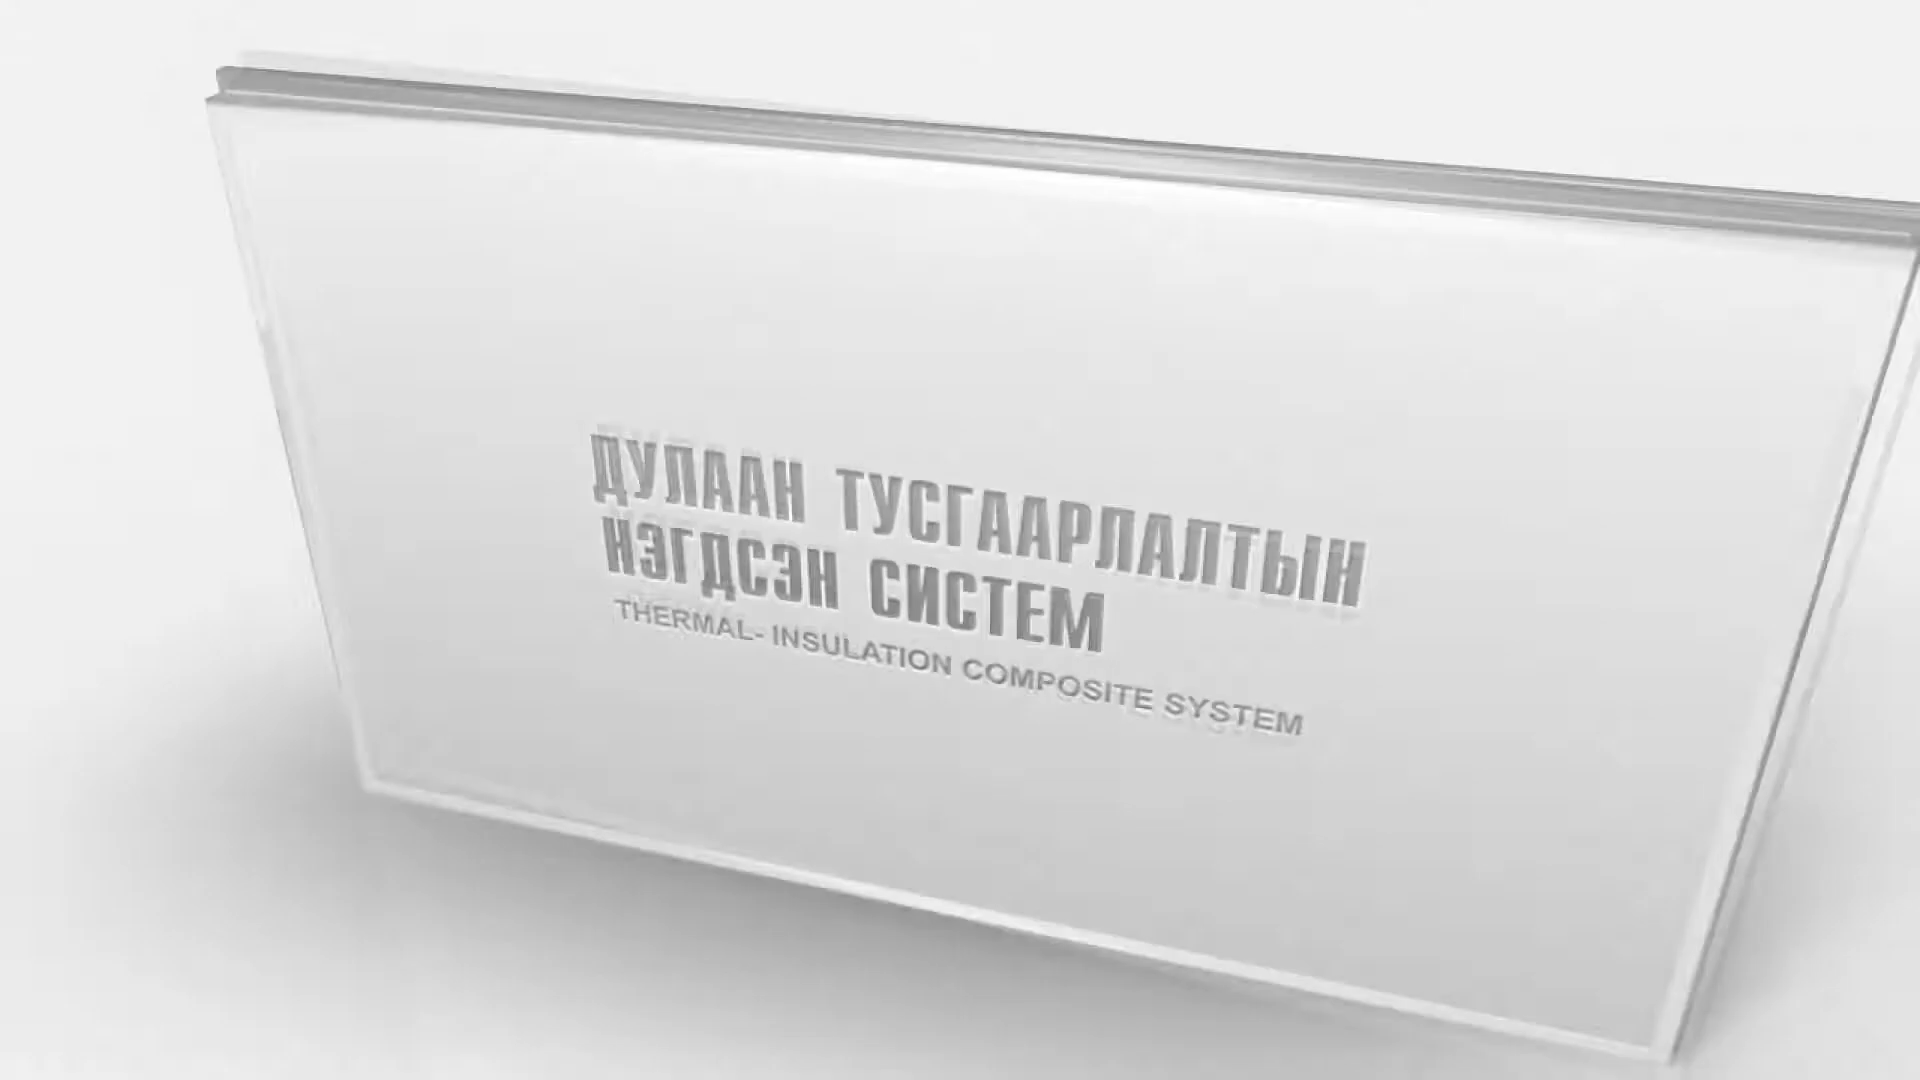 ДУЛААН ТУСГААРЛАЛТЫН
НЭГДСЭН СИСТЕМ
THERMAL- INSULATION COMPOSITE SYSTEM